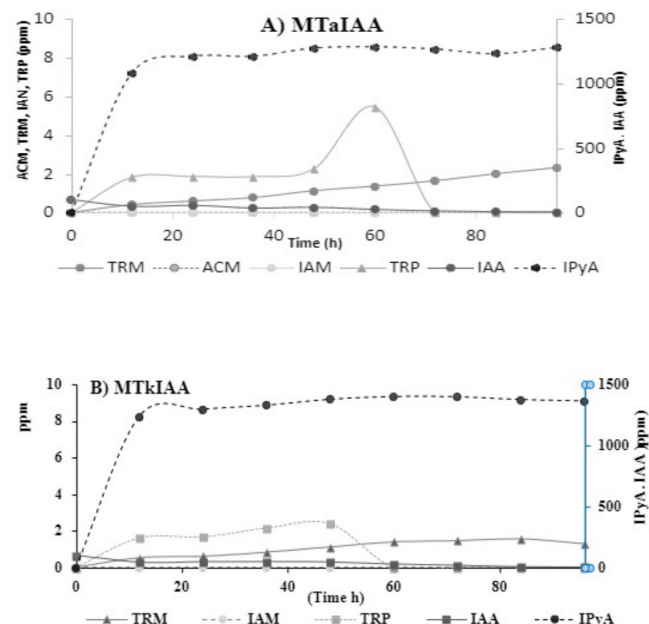 A) MTaIAA
10
8
6
4
2
0
ACM, TRM, IAN, TRP (ppm)
1500
1000
500
0
IPyA. IAA (ppm)
0 20 40 60 80
Time (h)
TRM ACM IAM TRP IAA IPyA
B) MTkIAA
10
8
6
4
2
0
ppm
1500
1000
500
0
IPyA. IAA )ppm)
0 20 40 60 80
(Time h)
TRM IAM TRP IAA IPyA